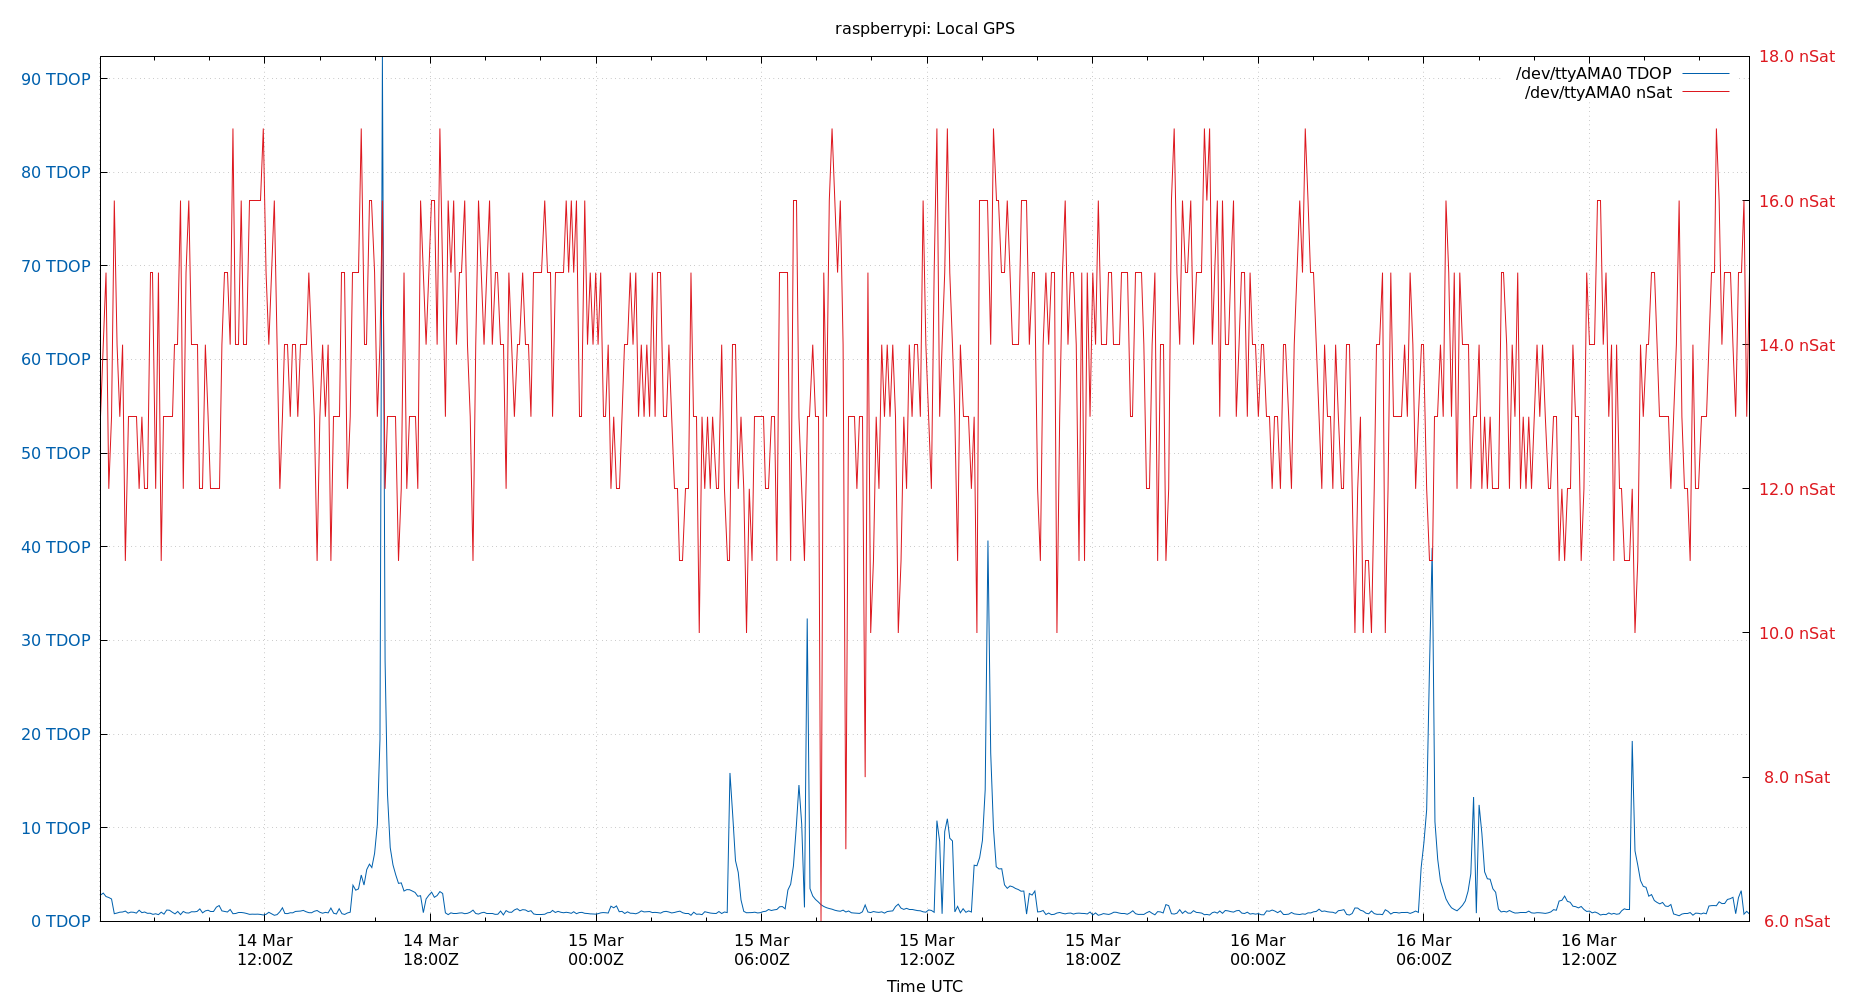 raspberrypi: Local GPS
/dev/ttyAMA0 TDOP
/dev/ttyAMA0 nSat
90 TDOP
80 TDOP
70 TDOP
60 TDOP
50 TDOP
40 TDOP
30 TDOP
20 TDOP
10 TDOP
0 TDOP
18.0 nSat
16.0 nSat
14.0 nSat
12.0 nSat
10.0 nSat
8.0 nSat
6.0 nSat
14 Mar
12:00Z
14 Mar
18:00Z
15 Mar
00:00Z
15 Mar
06:00Z
15 Mar
12:00Z
15 Mar
18:00Z
16 Mar
00:00Z
16 Mar
06:00Z
16 Mar
12:00Z
Time UTC